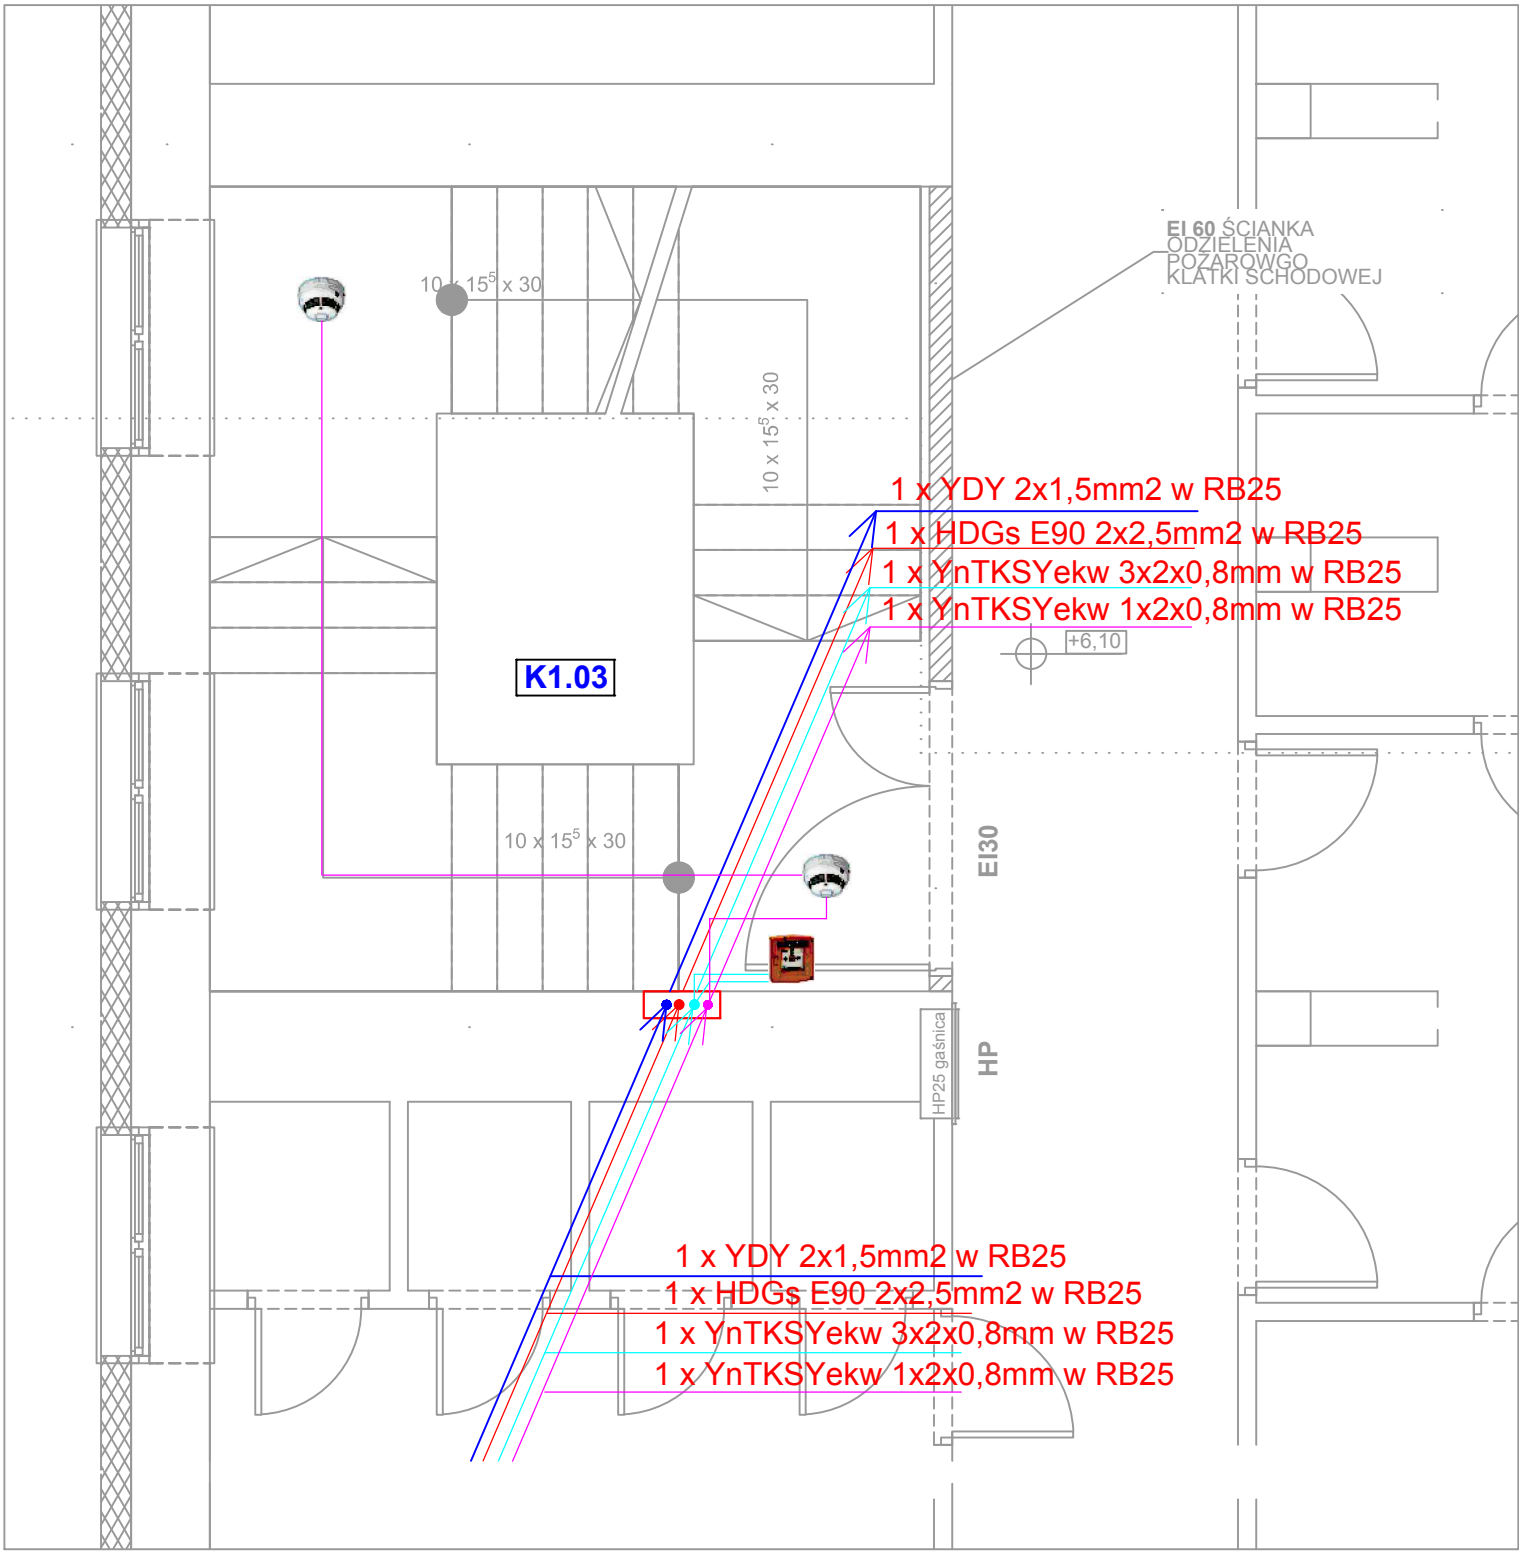 EI 60 ŚCIANKA
ODZIELENIA
POŻAROWGO
KLATKI SCHODOWEJ
10 x 15⁵ x 30
10 x 15⁵ x 30
1 x YDY 2x1,5mm2 w RB25
1 x HDGs E90 2x2,5mm2 w RB25
1 x YnTKSYekw 3x2x0,8mm w RB25
1 x YnTKSYekw 1x2x0,8mm w RB25
+6,10
K1.03
10 x 15⁵ x 30
EI30
HP25 gaśnica
HP
1 x YDY 2x1,5mm2 w RB25
1 x HDGs E90 2x2,5mm2 w RB25
1 x YnTKSYekw 3x2x0,8mm w RB25
1 x YnTKSYekw 1x2x0,8mm w RB25